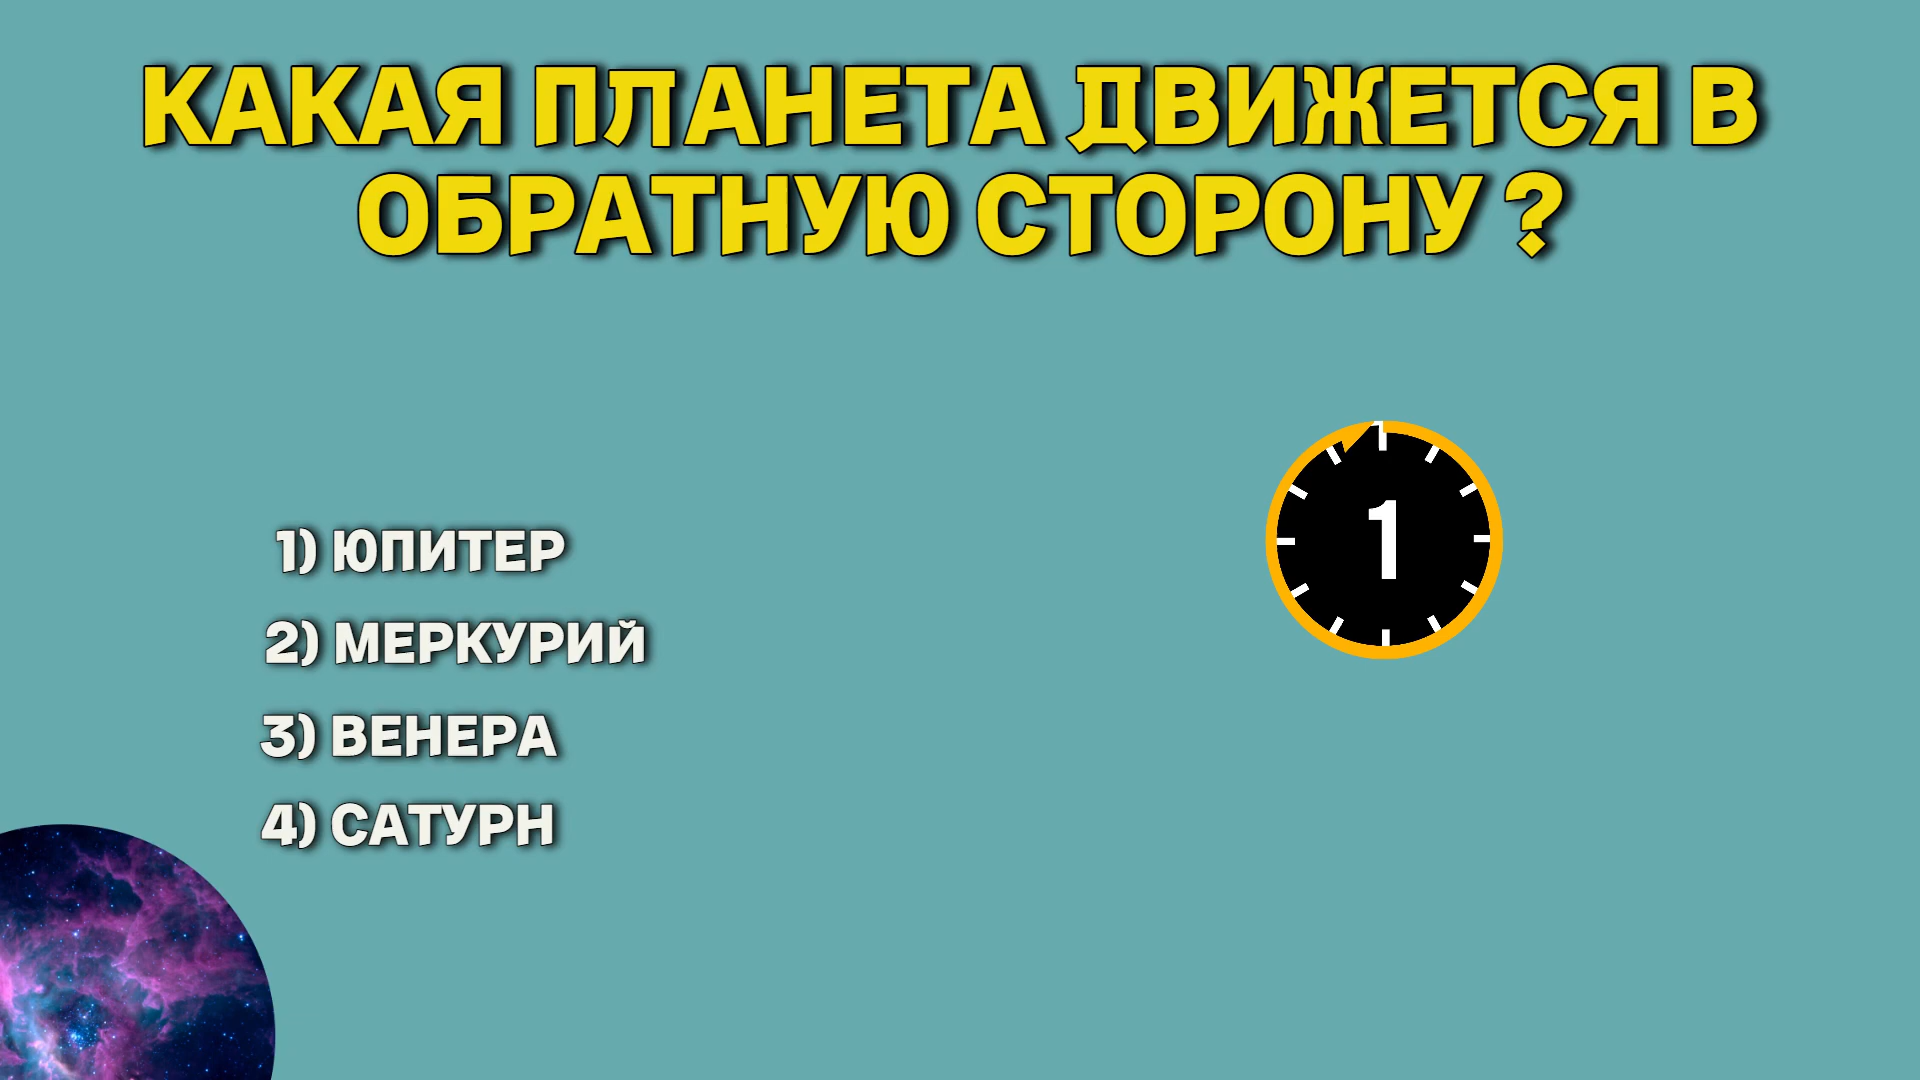 КАКАЯ ПЛАНЕТА ДВИЖЕТСЯ В
ОБРАТНУЮ СТОРОНУ ?
1) ЮПИТЕР
2) МЕРКУРИЙ
3) ВЕНЕРА
4) САТУРН
1